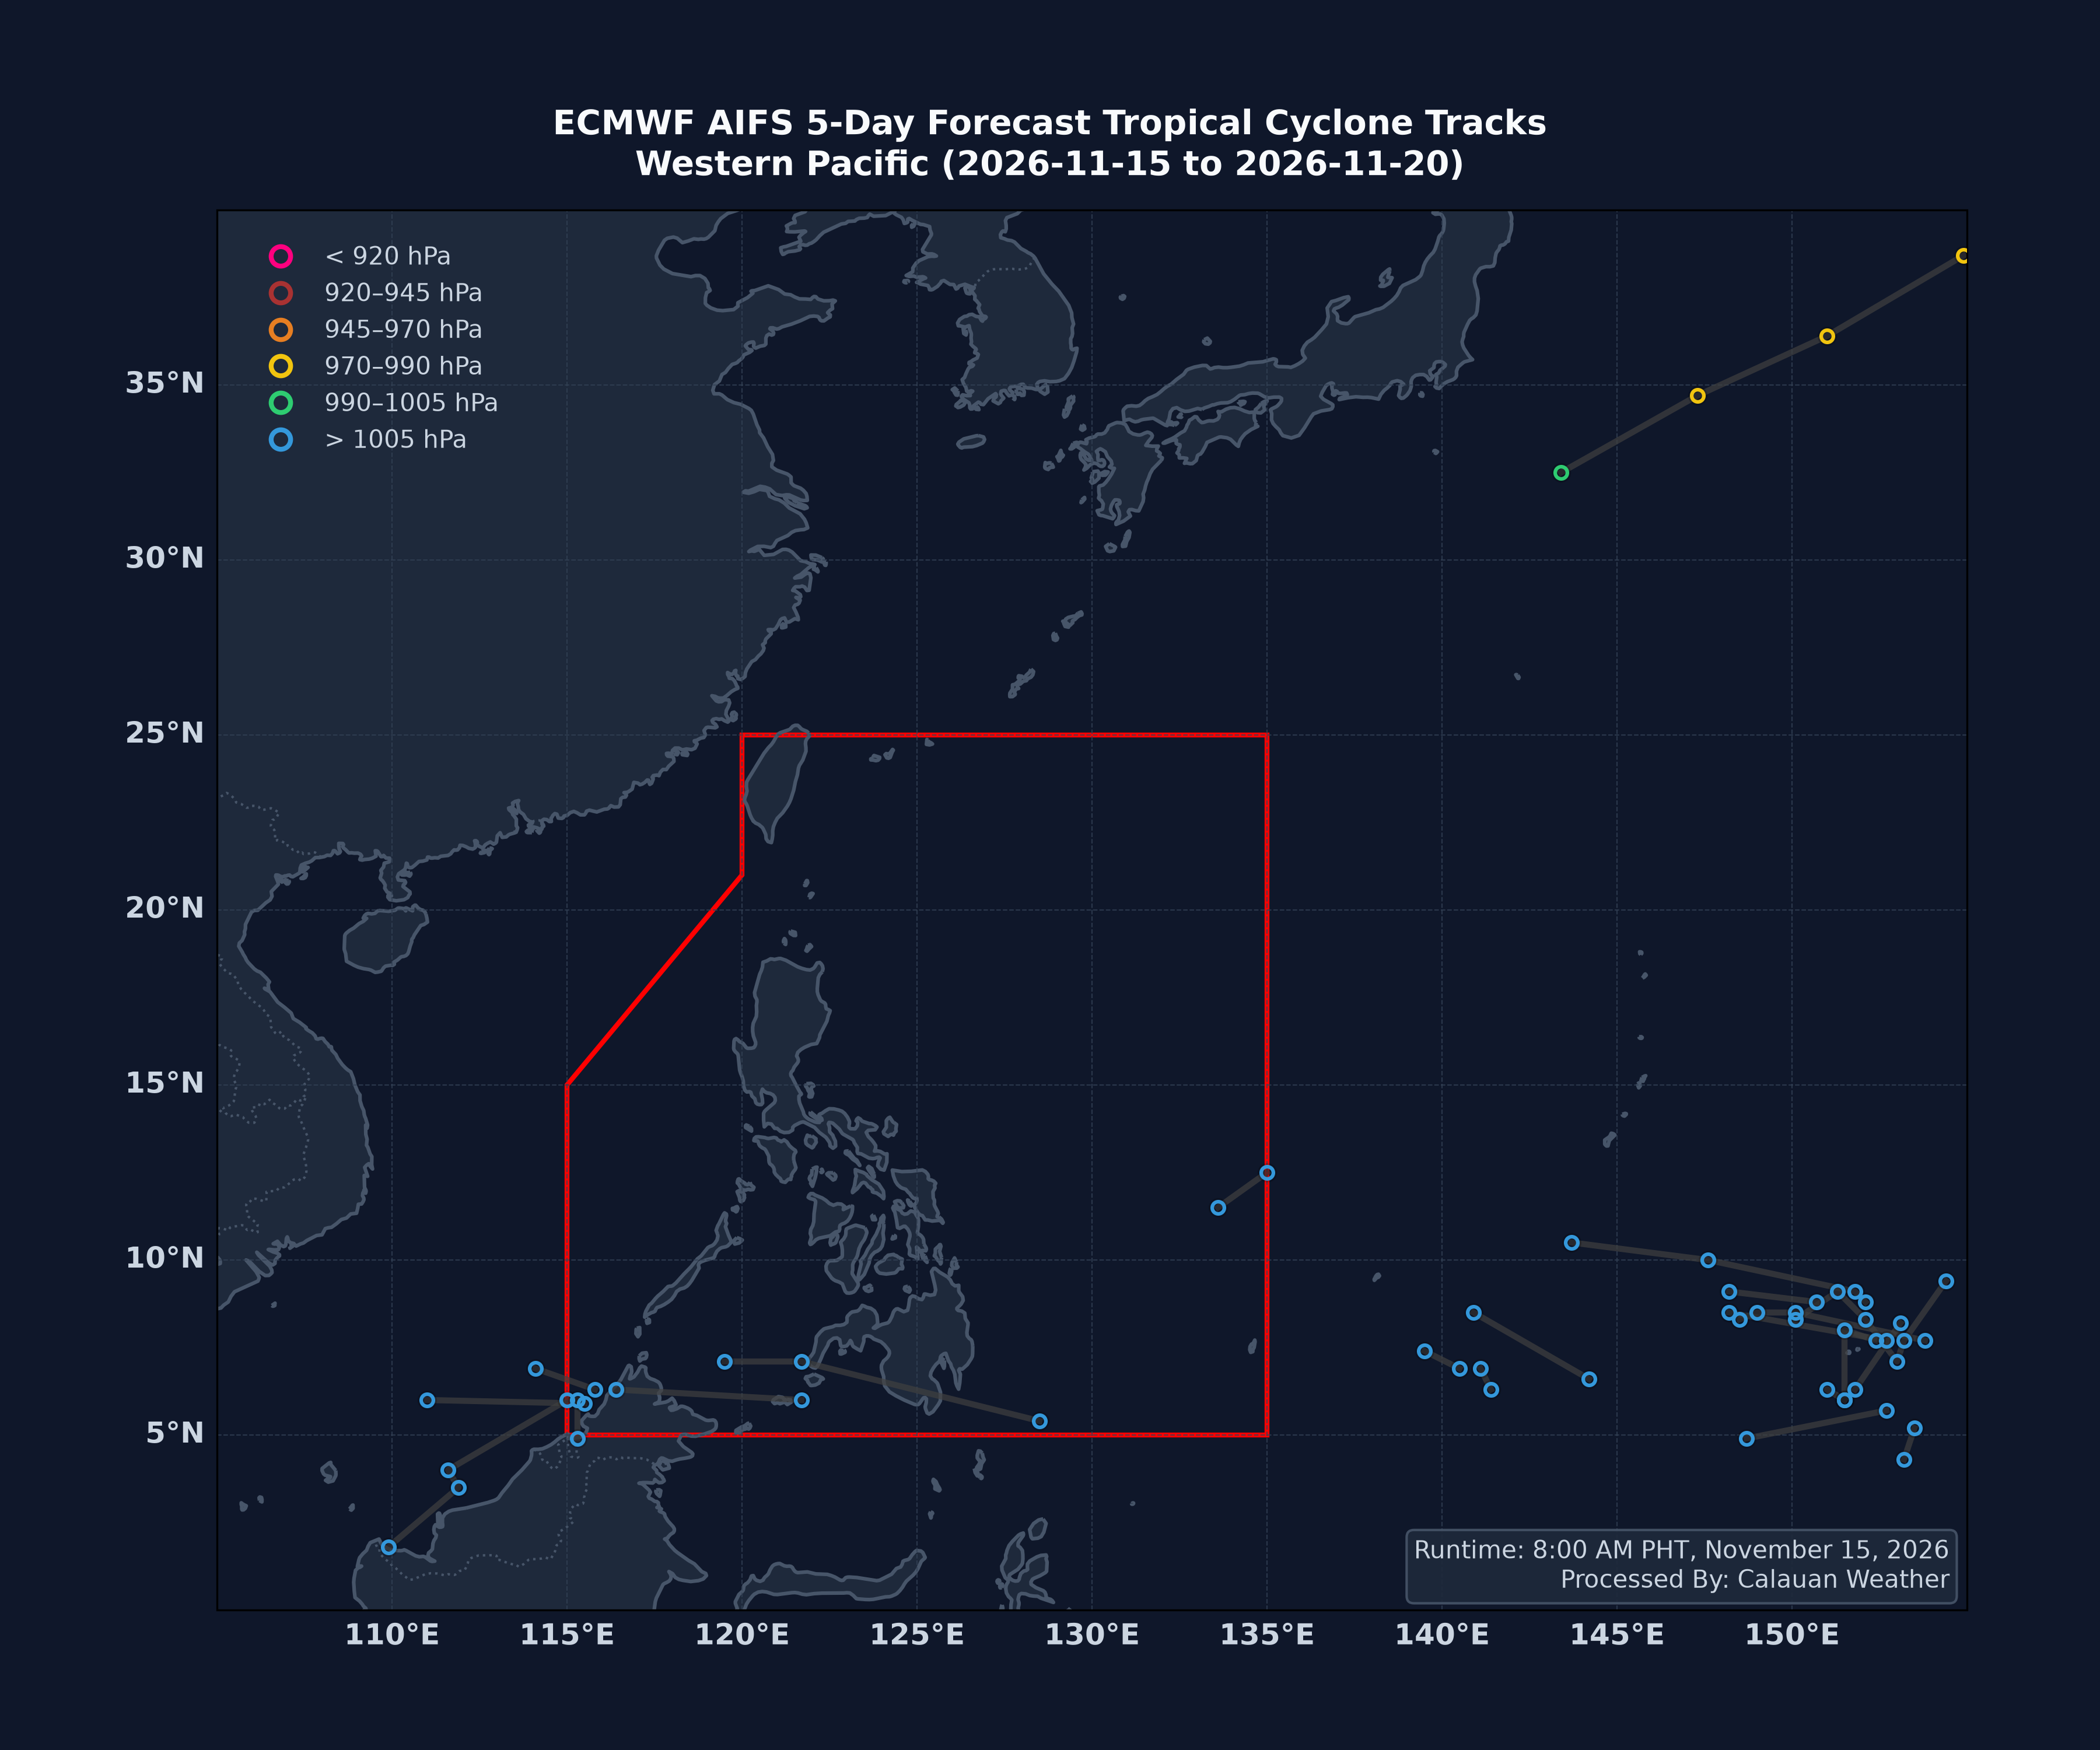 ECMWF AIFS 5-Day Forecast Tropical Cyclone Tracks
Western Pacific (2026-11-15 to 2026-11-20)
< 920 hPa
920–945 hPa
945–970 hPa
970–990 hPa
990–1005 hPa
> 1005 hPa
35°N
30°N
25°N
20°N
15°N
10°N
5°N
Runtime: 8:00 AM PHT, November 15, 2026
Processed By: Calauan Weather
110°E 115°E 120°E 125°E 130°E 135°E 140°E 145°E 150°E